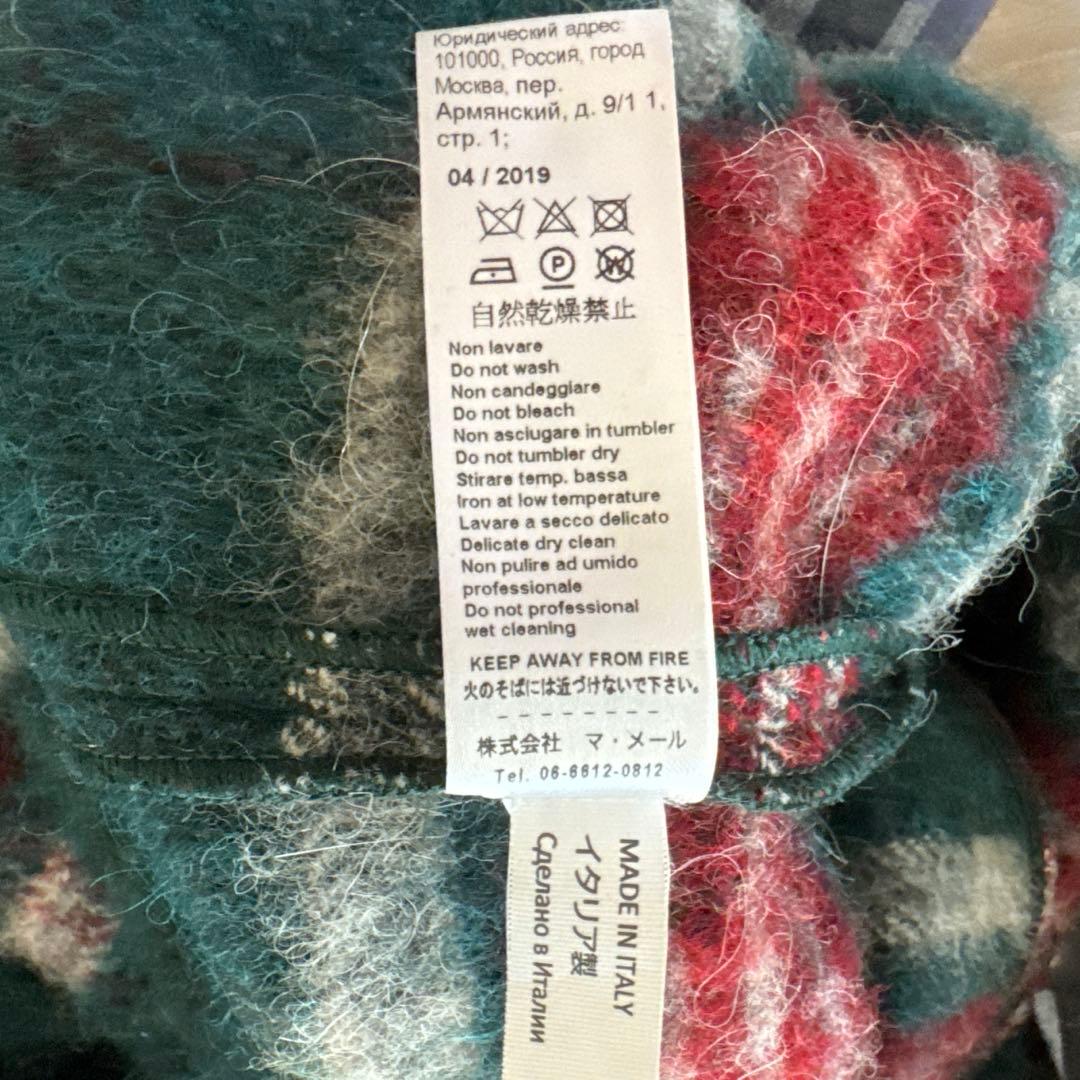 Юридический адрес:
101000, Россия, город
Москва, пер.
Армянский, д. 9/1 1,
стр. 1;
04 / 2019
P
W
自然乾燥禁止
Non lavare
Do not wash
Non candeggiare
Do not bleach
Non asciugare in tumbler
Do not tumbler dry
Stirare temp. bassa
Iron at low temperature
Lavare a secco delicato
Delicate dry clean
Non pulire ad umido
professionale
Do not professional
wet cleaning
KEEP AWAY FROM FIRE
火のそばには近づけないで下さい。
--------
株式会社 マ・メール
Tel. 06-6612-0812
MADE IN ITALY
イタリア製
Сделано в Италии